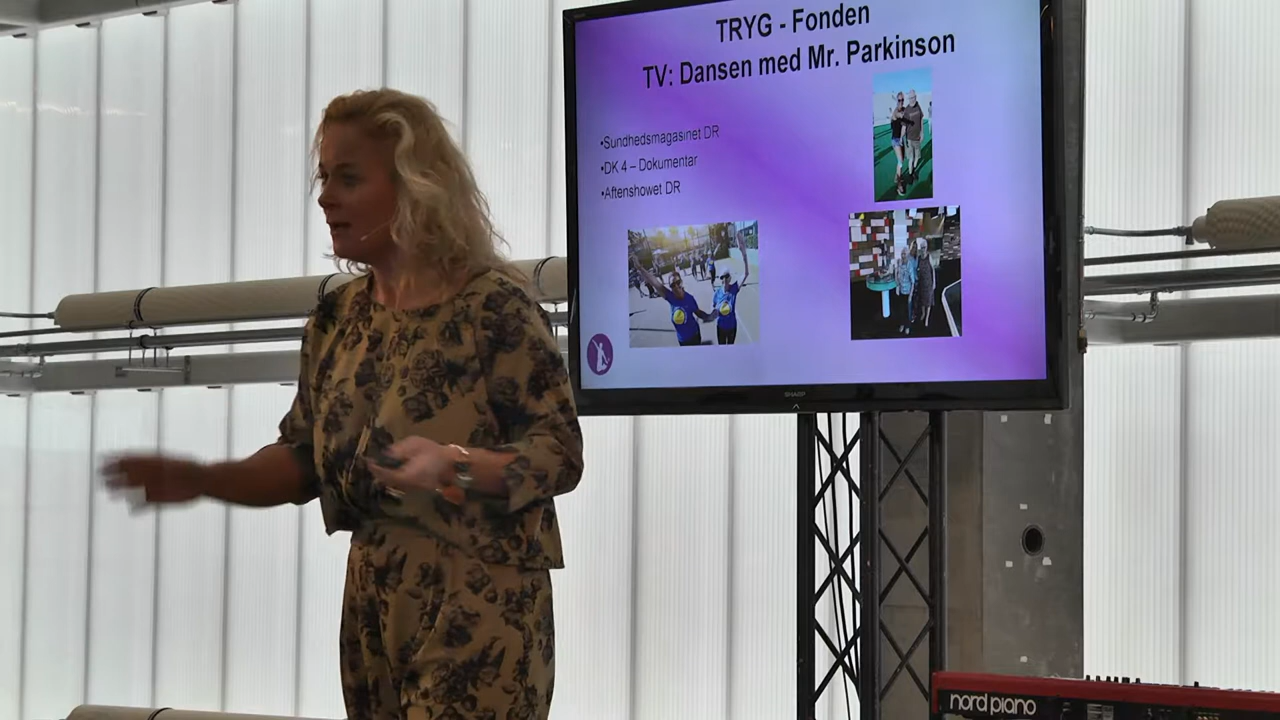 TRYG - Fonden
TV: Dansen med Mr. Parkinson
•Sundhedsmagasinet DR
•DK 4 – Dokumentar
•Aftenshowet DR
SHARP
nord piano